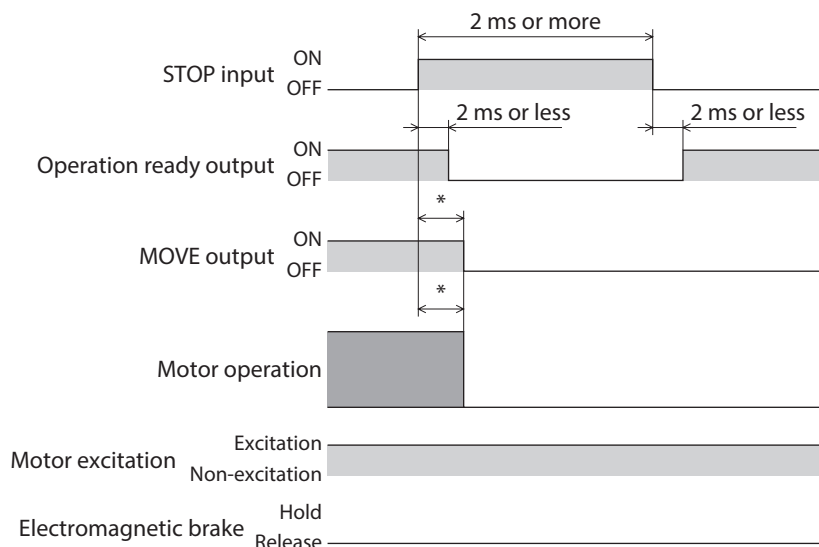 2 ms or more
STOP input
ON
OFF
2 ms or less
2 ms or less
Operation ready output
ON
OFF
*
MOVE output
ON
OFF
*
Motor operation
Motor excitation
Excitation
Non-excitation
Electromagnetic brake
Hold
Release